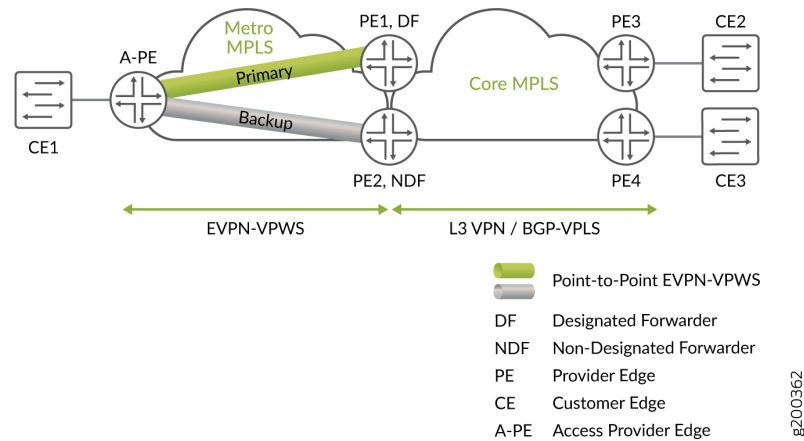 Metro
MPLS
PE1, DF
PE3
CE2
A-PE
Primary
Core MPLS
Backup
CE1
PE2, NDF
PE4
CE3
EVPN-VPWS
L3 VPN / BGP-VPLS
Point-to-Point EVPN-VPWS
DF Designated Forwarder
NDF Non-Designated Forwarder
PE Provider Edge
CE Customer Edge
A-PE Access Provider Edge
g200362